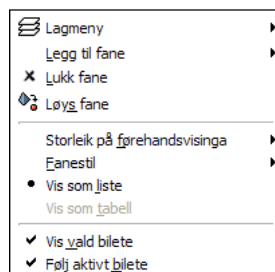 Lagmeny
Legg til fane
Lukk fane
Løys fane
Storleik på førehandsvisinga
Fanestil
Vis som liste
Vis som tabell
Vis vald bilete
Følj aktivt bilete